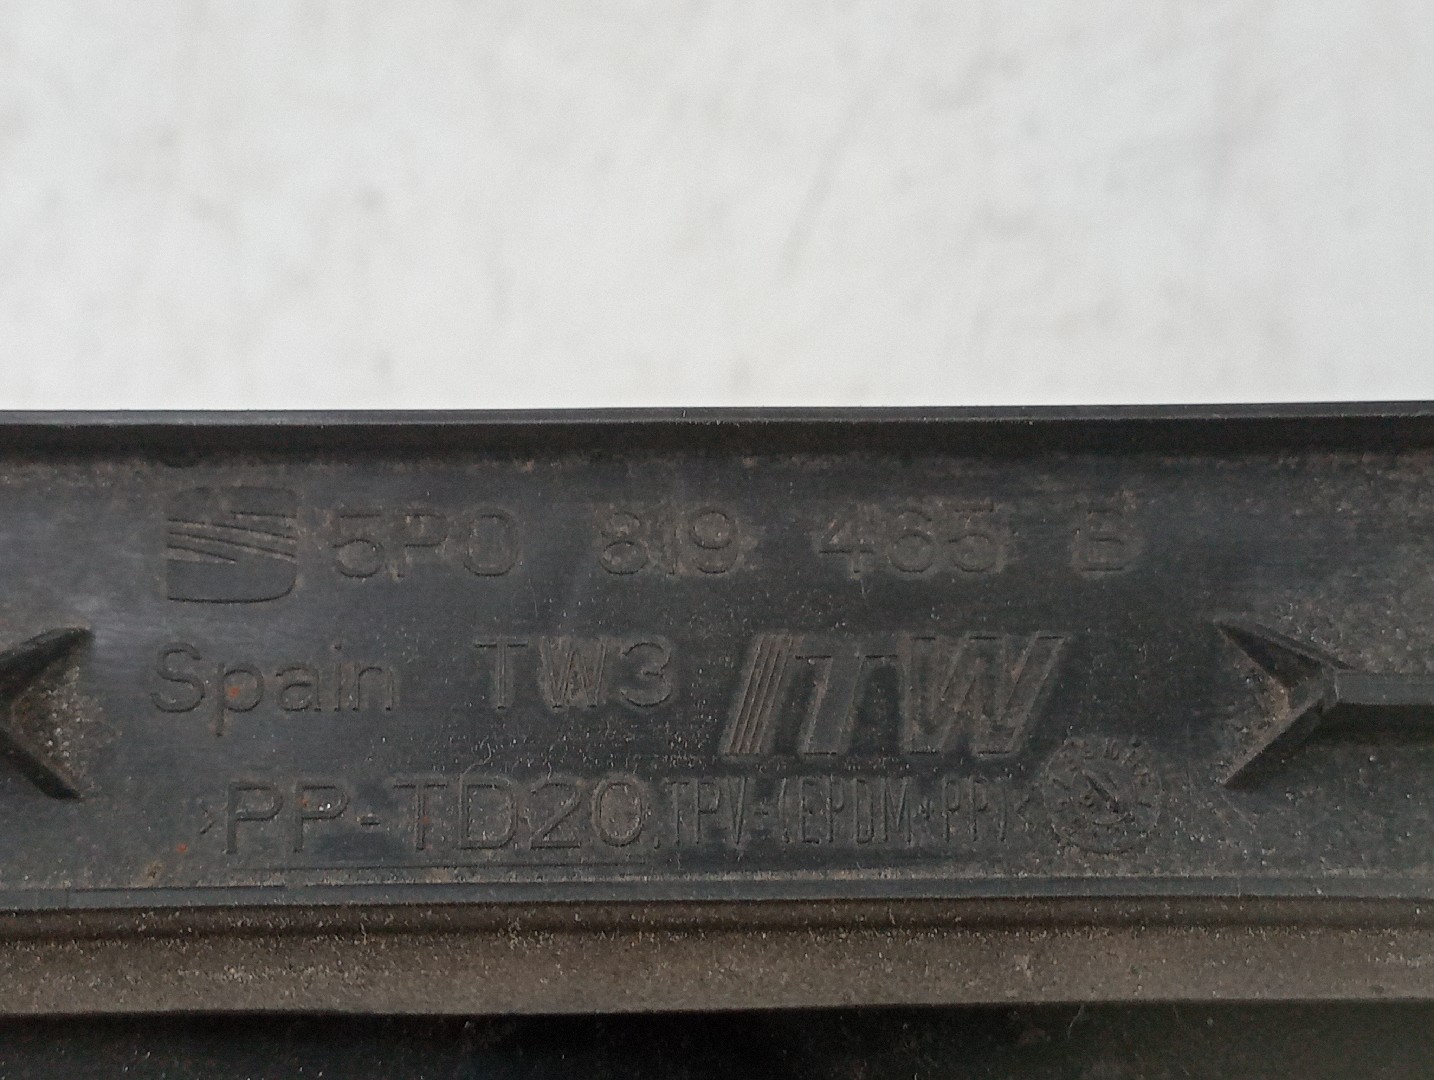 5P0 819 465 B
Spain TW3 ITW
>PP-TD20,TPV-(EPDM+PP)<